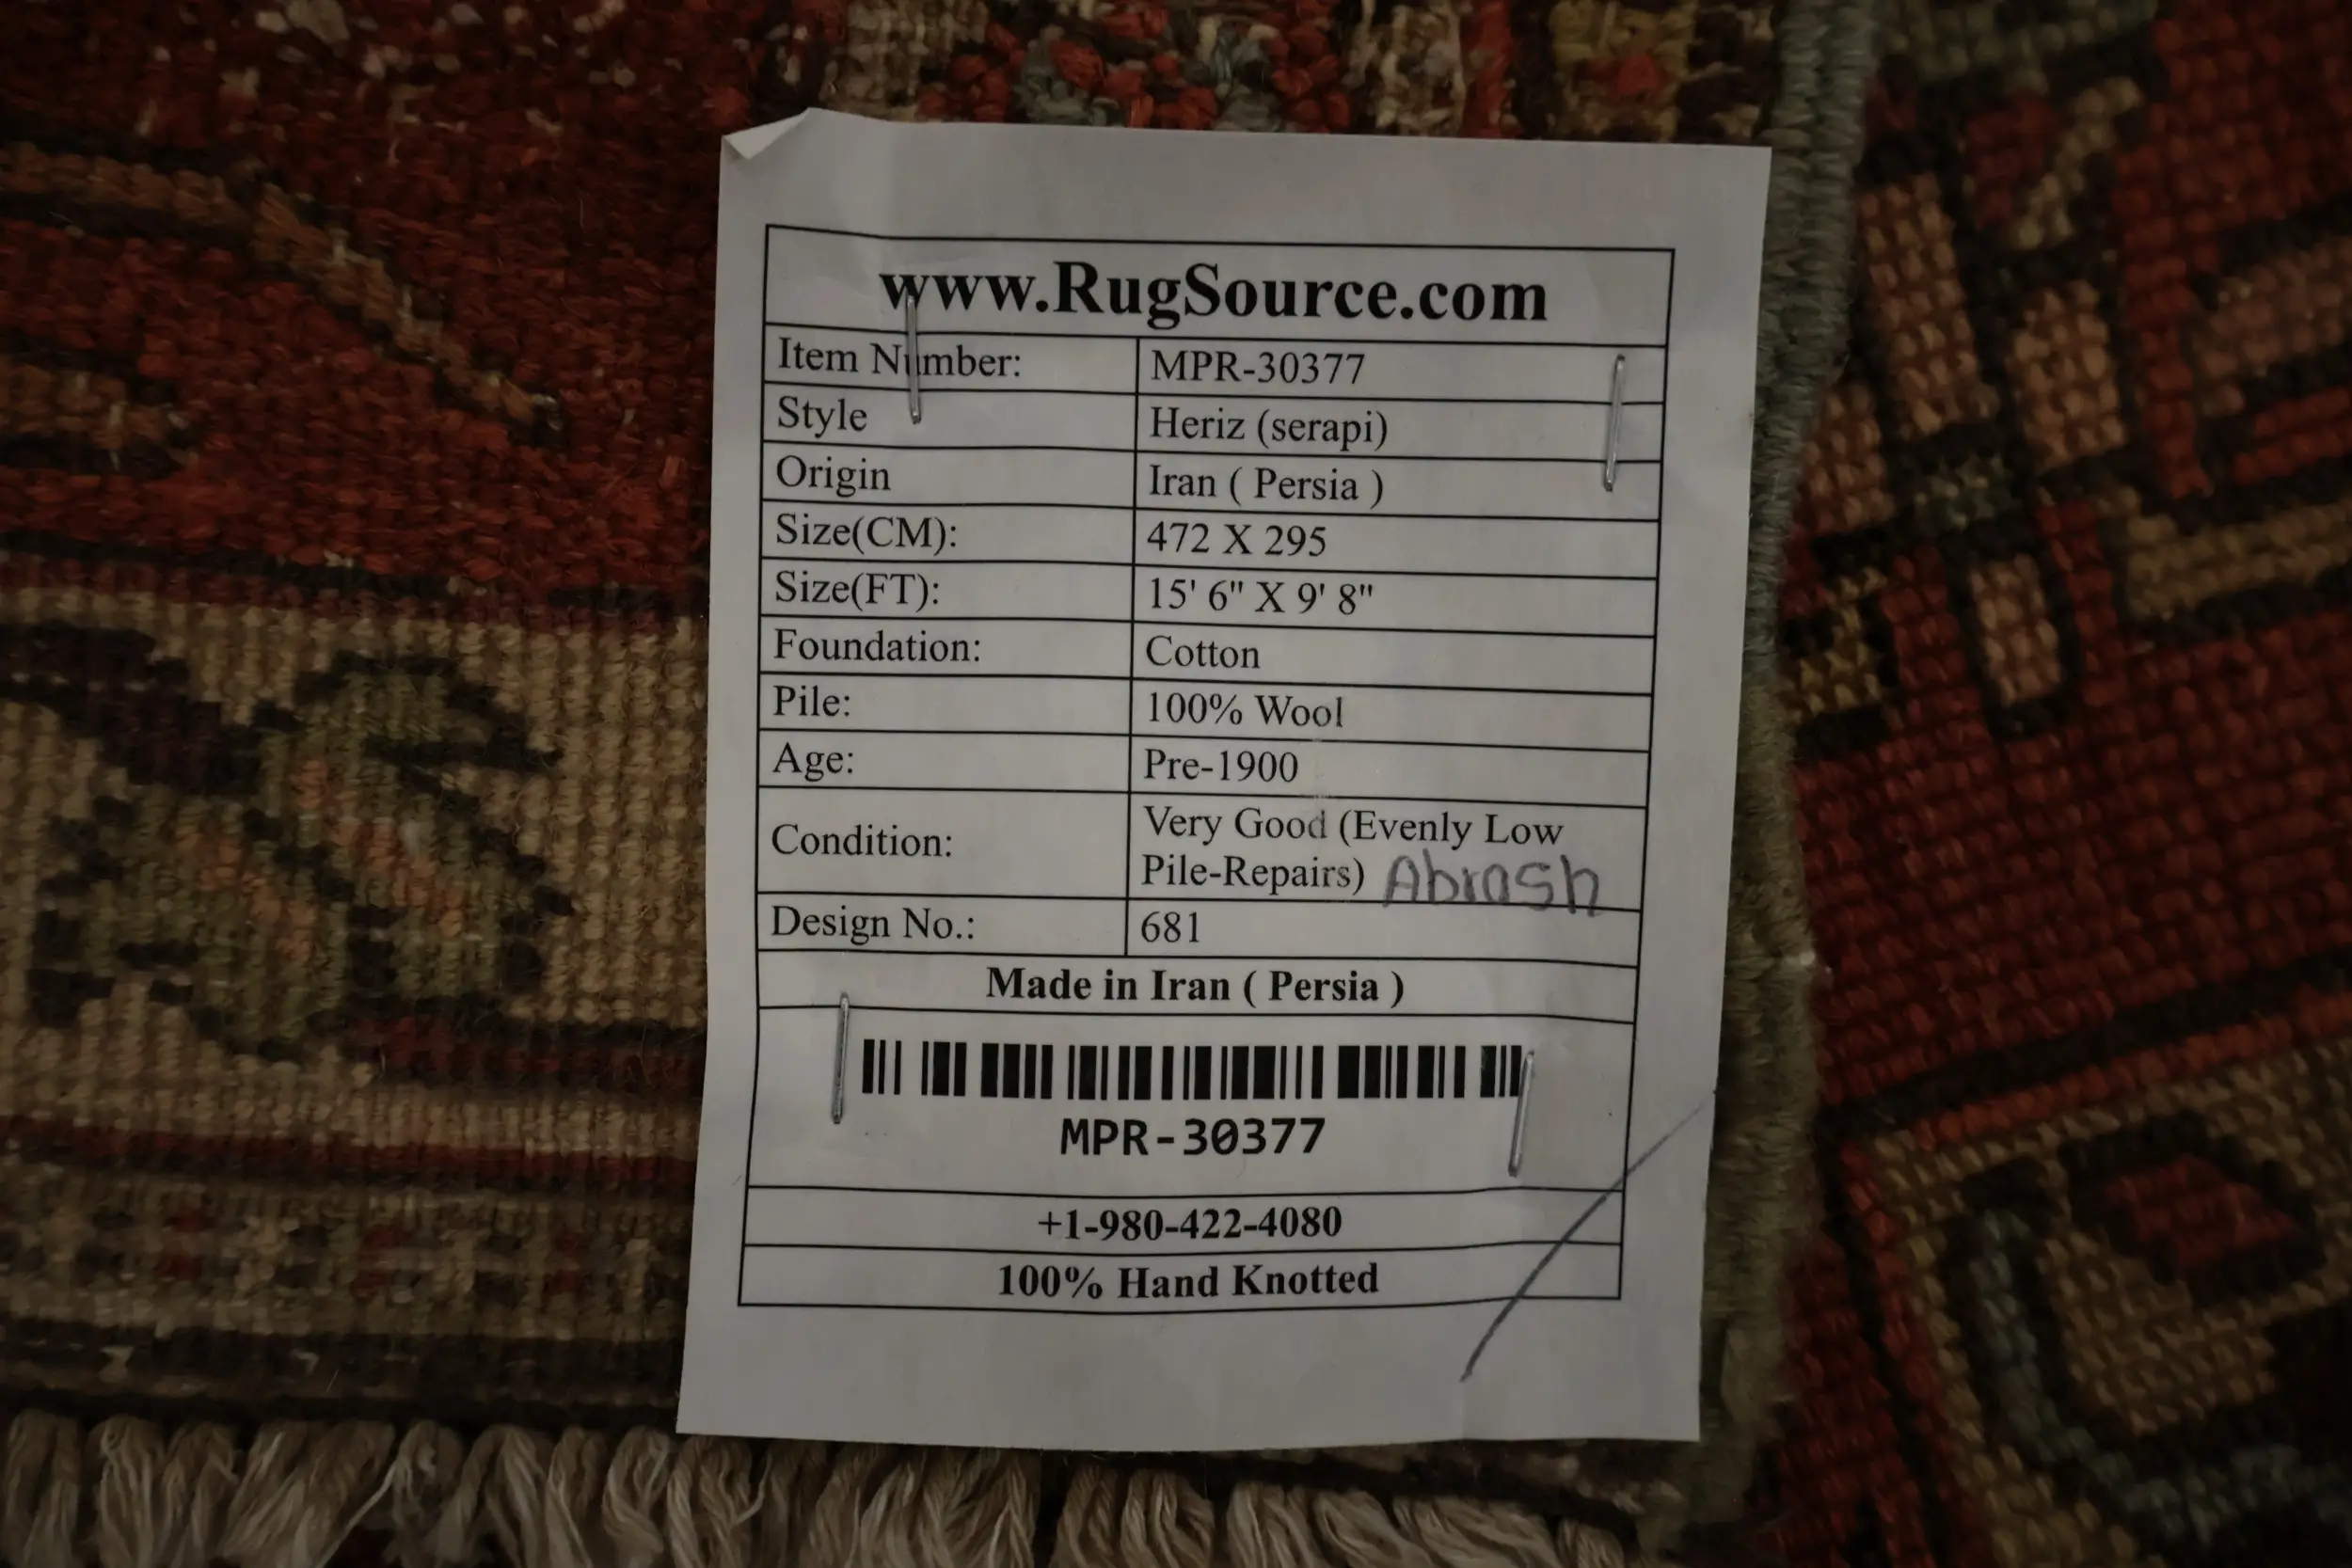 www.RugSource.com
Item Number: MPR-30377
Style Heriz (serapi)
Origin Iran ( Persia )
Size(CM): 472 X 295
Size(FT): 15' 6" X 9' 8"
Foundation: Cotton
Pile: 100% Wool
Age: Pre-1900
Condition: Very Good (Evenly Low
Pile-Repairs) Abrash
Design No.: 681
Made in Iran ( Persia )
MPR-30377
+1-980-422-4080
100% Hand Knotted